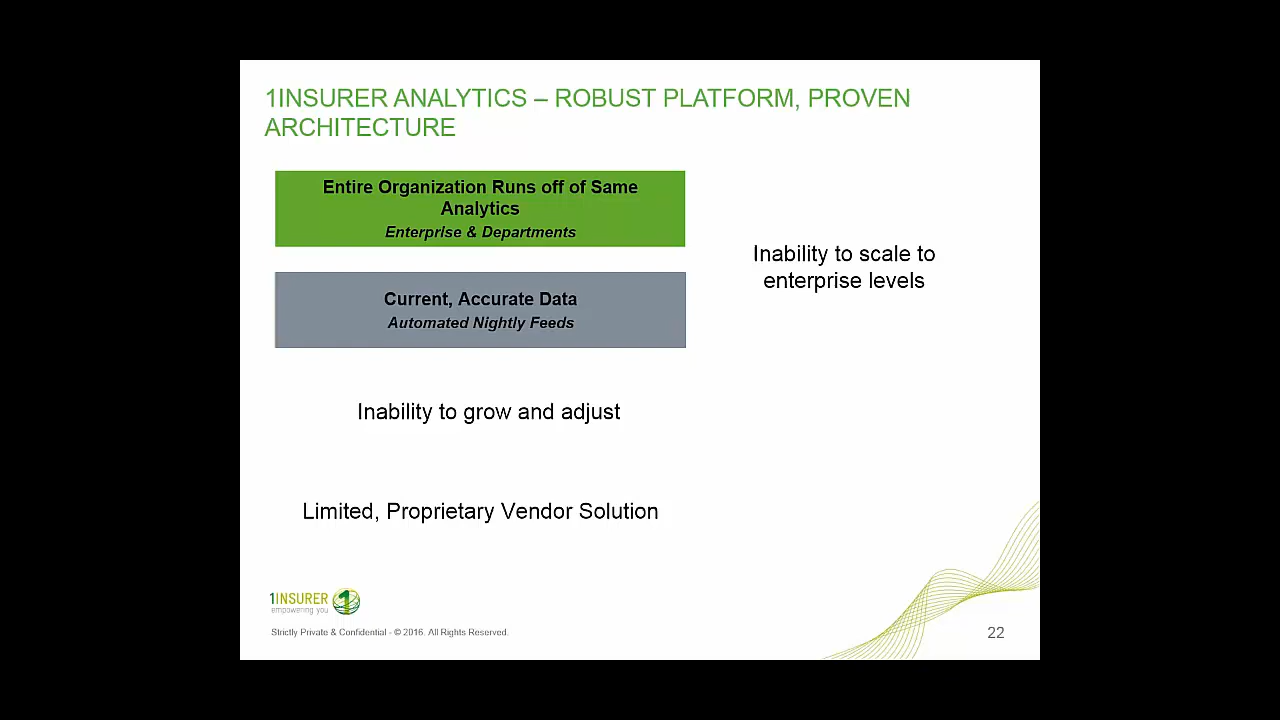 1INSURER ANALYTICS – ROBUST PLATFORM, PROVEN
ARCHITECTURE
Entire Organization Runs off of Same
Analytics
Enterprise & Departments
Inability to scale to
enterprise levels
Current, Accurate Data
Automated Nightly Feeds
Inability to grow and adjust
Limited, Proprietary Vendor Solution
1INSURER
empowering you
1
Strictly Private & Confidential - © 2016. All Rights Reserved.
22